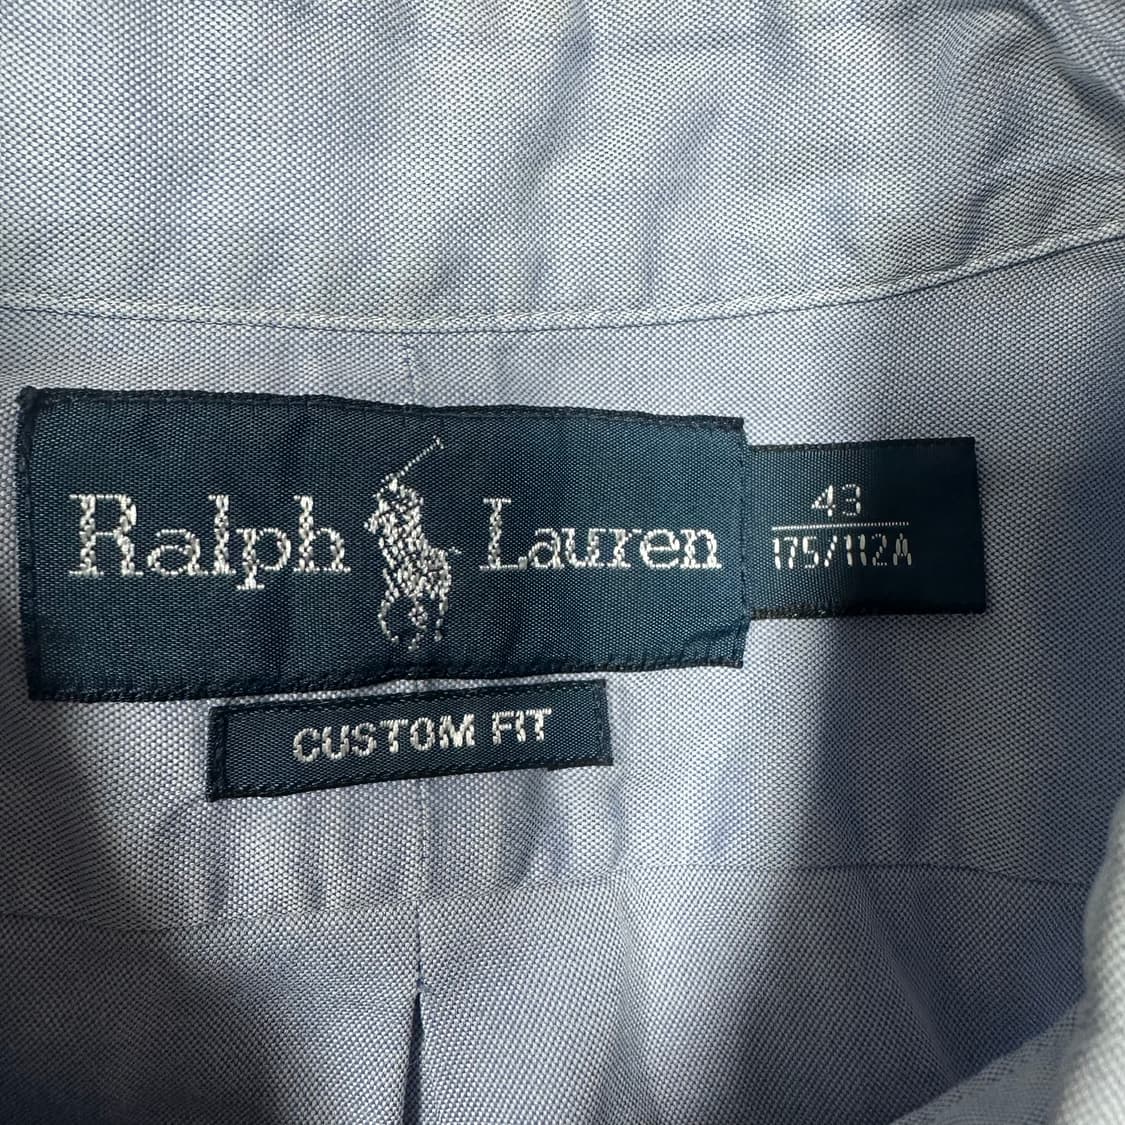 Ralph Lauren
43
175/112A
CUSTOM FIT